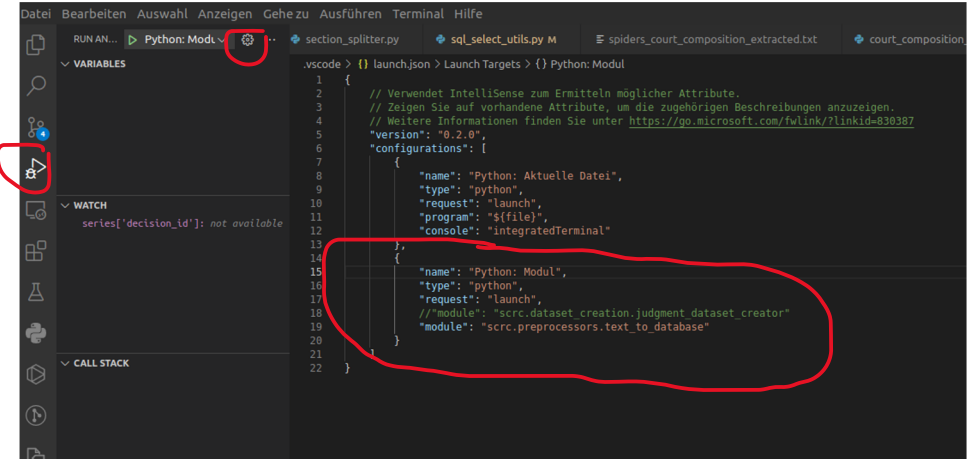 Datei Bearbeiten Auswahl Anzeigen Gehe zu Ausführen Terminal Hilfe
RUN AN... Python: Modu ...
section_splitter.py sql_select_utils.py M spiders_court_composition_extracted.txt court_composition_
VARIABLES
.vscode > {} launch.json > Launch Targets > {} Python: Modul
1 {
2 // Verwendet IntelliSense zum Ermitteln möglicher Attribute.
3 // Zeigen Sie auf vorhandene Attribute, um die zugehörigen Beschreibungen anzuzeigen.
4 // Weitere Informationen finden Sie unter https://go.microsoft.com/fwlink/?linkid=830387
5 "version": "0.2.0",
6 "configurations": [
7 {
8 "name": "Python: Aktuelle Datei",
9 "type": "python",
10 "request": "launch",
11 "program": "${file}",
12 "console": "integratedTerminal"
13 },
14 {
15 "name": "Python: Modul",
16 "type": "python",
17 "request": "launch",
18 //"module": "scrc.dataset_creation.judgment_dataset_creator"
19 "module": "scrc.preprocessors.text_to_database"
20 }
21 ]
22 }
4
WATCH
series['decision_id']: not available
CALL STACK